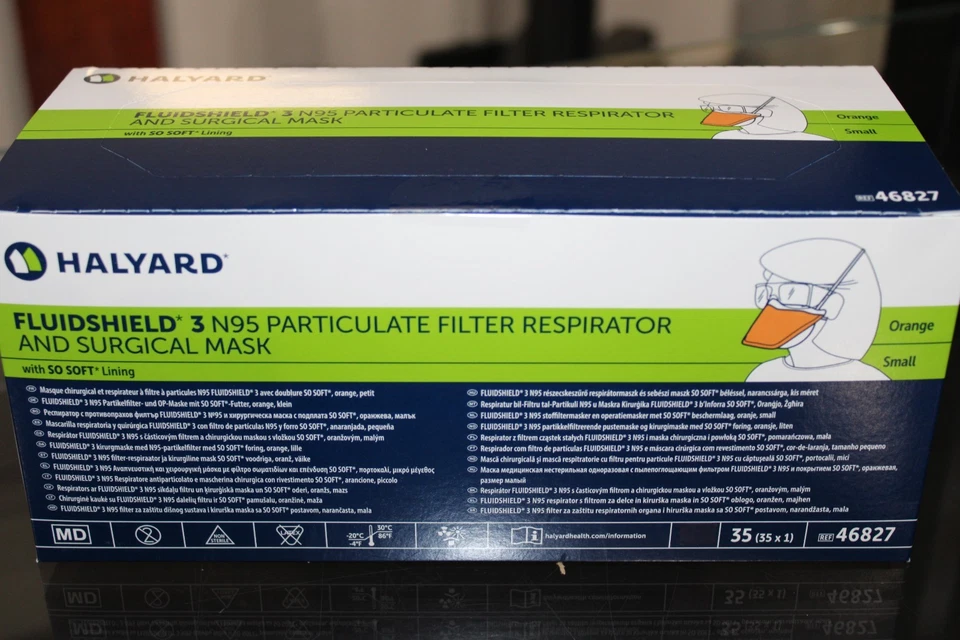 HALYARD*
FLUIDSHIELD* 3 N95 PARTICULATE FILTER RESPIRATOR
AND SURGICAL MASK
with SO SOFT* Lining
Orange
Small
REF 46827
HALYARD*
FLUIDSHIELD* 3 N95 PARTICULATE FILTER RESPIRATOR
AND SURGICAL MASK
with SO SOFT* Lining
Orange
Small
Masque chirurgical et respirateur à filtre à particules N95 FLUIDSHIELD* 3 avec doublure SO SOFT*, orange, petit
FLUIDSHIELD* 3 N95 Partikelfilter- und OP-Maske mit SO SOFT*-Futter, orange, klein
Респиратор с противопрахов филтър FLUIDSHIELD* 3 N95 и хирургическа маска с подплата SO SOFT*, оранжева, малък
Mascarilla respiratoria y quirúrgica FLUIDSHIELD* 3 con filtro de partículas N95 y forro SO SOFT*, anaranjada, pequeña
Respirátor FLUIDSHIELD* 3 N95 s částicovým filtrem a chirurgickou maskou s vložkou SO SOFT*, oranžovým, malým
FLUIDSHIELD* 3 kirurgimaske med N95-partikelfilter med SO SOFT* foring, orange, lille
FLUIDSHIELD* 3 N95 filter-respiraator ja kirurgiline mask SO SOFT* voodriga, oranž, väike
FLUIDSHIELD* 3 N95 Αναπνευστική και χειρουργική μάσκα με φίλτρο σωματιδίων και επένδυση SO SOFT*, πορτοκαλί, μικρό μέγεθος
FLUIDSHIELD* 3 N95 Respiratore antiparticolato e mascherina chirurgica con rivestimento SO SOFT*, arancione, piccolo
Respirators ar FLUIDSHIELD* 3 N95 sīkdaļu filtru un ķirurģiskā maska un SO SOFT* oderi, oranžs, mazs
Chirurginė kaukė su FLUIDSHIELD* 3 N95 dalelių filtru ir SO SOFT* pamušalu, oranžinė, maža
FLUIDSHIELD* 3 N95 filter za zaštitu dišnog sustava i kirurška maska sa SO SOFT* postavom, narančasta, mala
FLUIDSHIELD* 3 N95 részecskeszűrő respirátormaszk és sebészi maszk SO SOFT* béléssel, narancssárga, kis méret
Respiratur bil-Filtru tal-Partikuli N95 u Maskra Kirurġika FLUIDSHIELD* 3 b'Inforra SO SOFT*, Oranġjo, Żgħira
FLUIDSHIELD* 3 N95 stoffiltermasker en operatiemasker met SO SOFT* beschermlaag, oranje, small
FLUIDSHIELD* 3 N95 partikkelfiltrerende pustemaske og kirurgmaske med SO SOFT* foring, oransje, liten
Respirator z filtrem cząstek stałych FLUIDSHIELD* 3 N95 i maska chirurgiczna i powłoką SO SOFT*, pomarańczowa, mała
Respirador com filtro de partículas FLUIDSHIELD* 3 N95 e máscara cirúrgica com revestimento SO SOFT*, cor-de-laranja, tamanho pequeno
Mască chirurgicală și mască respiratorie cu filtru pentru particule FLUIDSHIELD* 3 N95 cu căptușeală SO SOFT*, portocalii, mici
Маска медицинская нестерильная одноразовая с пылепоглощающим фильтром FLUIDSHIELD* 3 N95 и покрытием SO SOFT*, оранжевая,
размер малый
Respirátor FLUIDSHIELD* 3 N95 s časticovým filtrom a chirurgickou maskou a vložkou SO SOFT*, oranžovým, malým
FLUIDSHIELD* 3 N95 respirator s filtrom za delce in kirurška maska in SO SOFT* oblogo, oranžen, majhen
FLUIDSHIELD* 3 N95 filter za zaštitu respiratornih organa i hirurška maska sa SO SOFT* postavom, narandžasta, mala
MD
2
NON STERILE
LATEX
-20°C
-4°F
30°C
86°F
halyardhealth.com/information
35 (35 x 1)
REF 46827